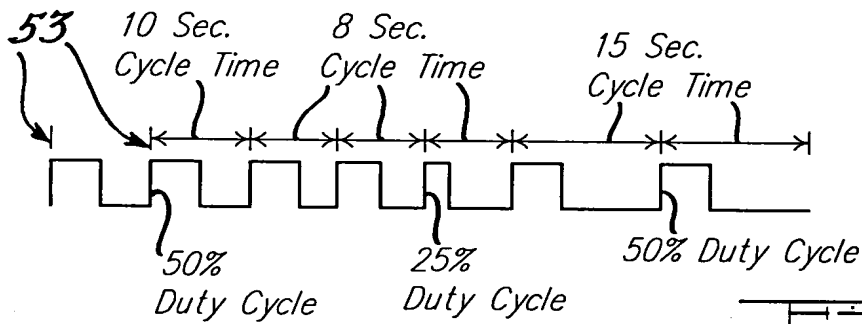 53
10 Sec.
Cycle Time
8 Sec.
Cycle Time
15 Sec.
Cycle Time
50%
Duty Cycle
25%
Duty Cycle
50% Duty Cycle